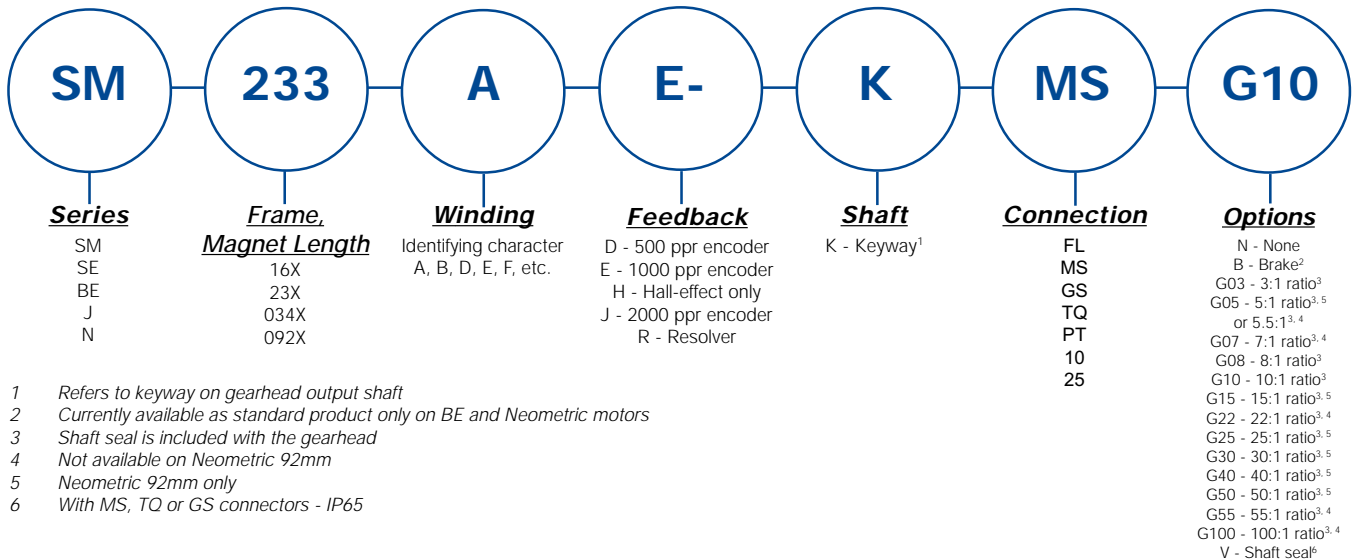 SM 233 A E- K MS G10
Series
SM
SE
BE
J
N
Frame,
Magnet Length
16X
23X
034X
092X
Winding
Identifying character
A, B, D, E, F, etc.
Feedback
D - 500 ppr encoder
E - 1000 ppr encoder
H - Hall-effect only
J - 2000 ppr encoder
R - Resolver
Shaft
K - Keyway1
Connection
FL
MS
GS
TQ
PT
10
25
Options
N - None
B - Brake2
G03 - 3:1 ratio3
G05 - 5:1 ratio3, 5
or 5.5:13, 4
G07 - 7:1 ratio3, 4
G08 - 8:1 ratio3
G10 - 10:1 ratio3
G15 - 15:1 ratio3, 5
G22 - 22:1 ratio3, 4
G25 - 25:1 ratio3, 5
G30 - 30:1 ratio3, 5
G40 - 40:1 ratio3, 5
G50 - 50:1 ratio3, 5
G55 - 55:1 ratio3, 4
G100 - 100:1 ratio3, 4
V - Shaft seal6
1 Refers to keyway on gearhead output shaft
2 Currently available as standard product only on BE and Neometric motors
3 Shaft seal is included with the gearhead
4 Not available on Neometric 92mm
5 Neometric 92mm only
6 With MS, TQ or GS connectors - IP65